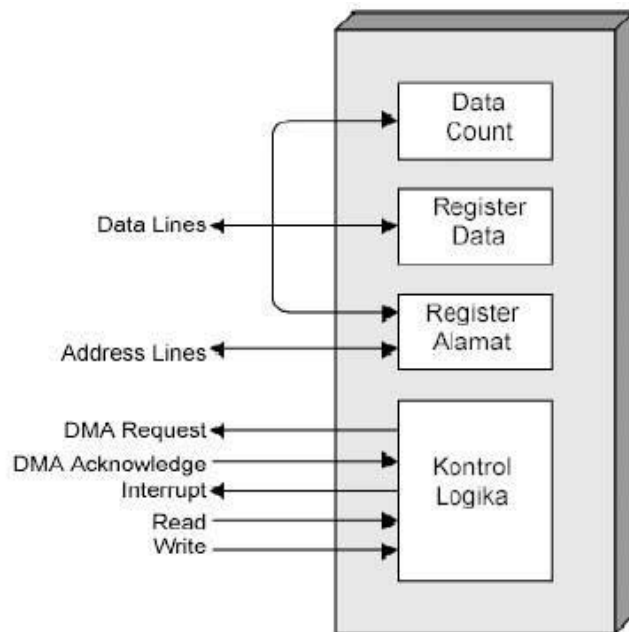 Data
Count
Data Lines
Register
Data
Register
Alamat
Address Lines
DMA Request
DMA Acknowledge
Interrupt
Read
Write
Kontrol
Logika